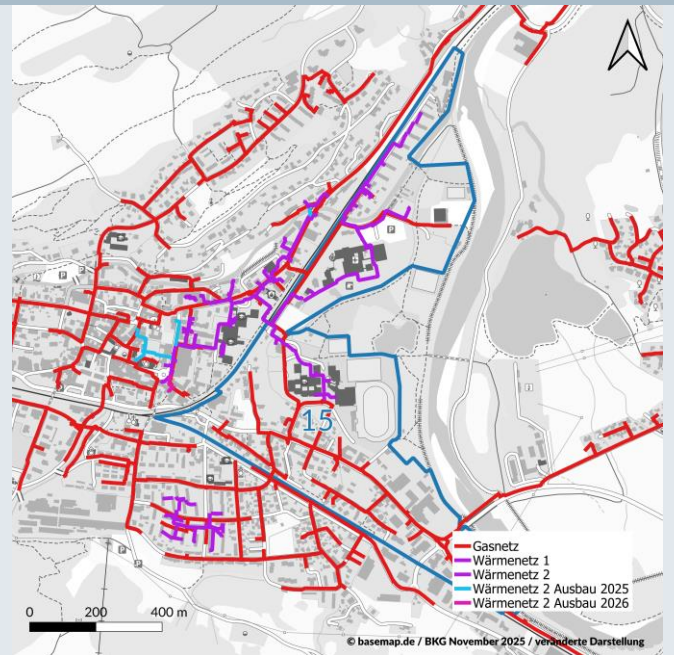 15
Gasnetz
Wärmenetz 1
Wärmenetz 2
Wärmenetz 2 Ausbau 2025
Wärmenetz 2 Ausbau 2026
0 200 400 m
© basemap.de / BKG November 2025 / veränderte Darstellung